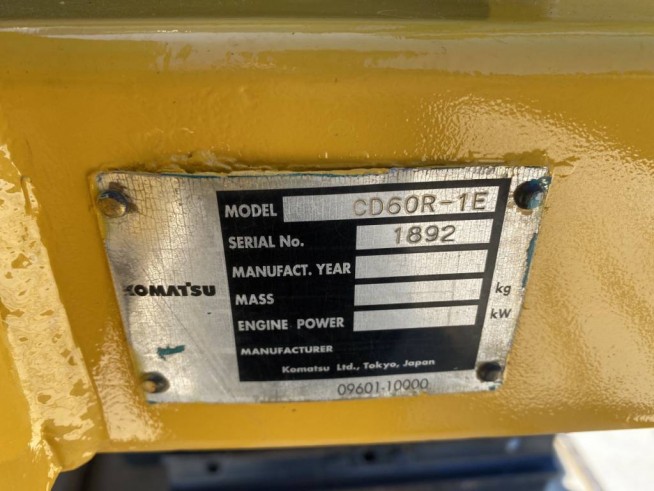 MODEL CD60R-1E
SERIAL No. 1892
MANUFACT. YEAR
KOMATSU
MASS kg
ENGINE POWER kW
MANUFACTURER
Komatsu Ltd., Tokyo, Japan
09601-10000